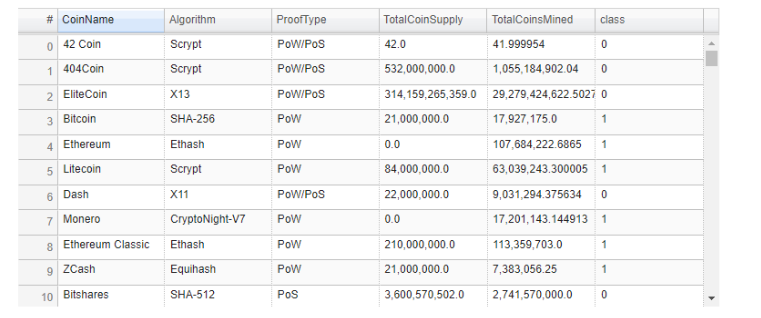 # CoinName Algorithm ProofType TotalCoinSupply TotalCoinsMined class
0 42 Coin Scrypt PoW/PoS 42.0 41.999954 0
1 404Coin Scrypt PoW/PoS 532,000,000.0 1,055,184,902.04 0
2 EliteCoin X13 PoW/PoS 314,159,265,359.0 29,279,424,622.5027 0
3 Bitcoin SHA-256 PoW 21,000,000.0 17,927,175.0 1
4 Ethereum Ethash PoW 0.0 107,684,222.6865 1
5 Litecoin Scrypt PoW 84,000,000.0 63,039,243.300005 1
6 Dash X11 PoW/PoS 22,000,000.0 9,031,294.375634 0
7 Monero CryptoNight-V7 PoW 0.0 17,201,143.144913 1
8 Ethereum Classic Ethash PoW 210,000,000.0 113,359,703.0 1
9 ZCash Equihash PoW 21,000,000.0 7,383,056.25 1
10 Bitshares SHA-512 PoS 3,600,570,502.0 2,741,570,000.0 0